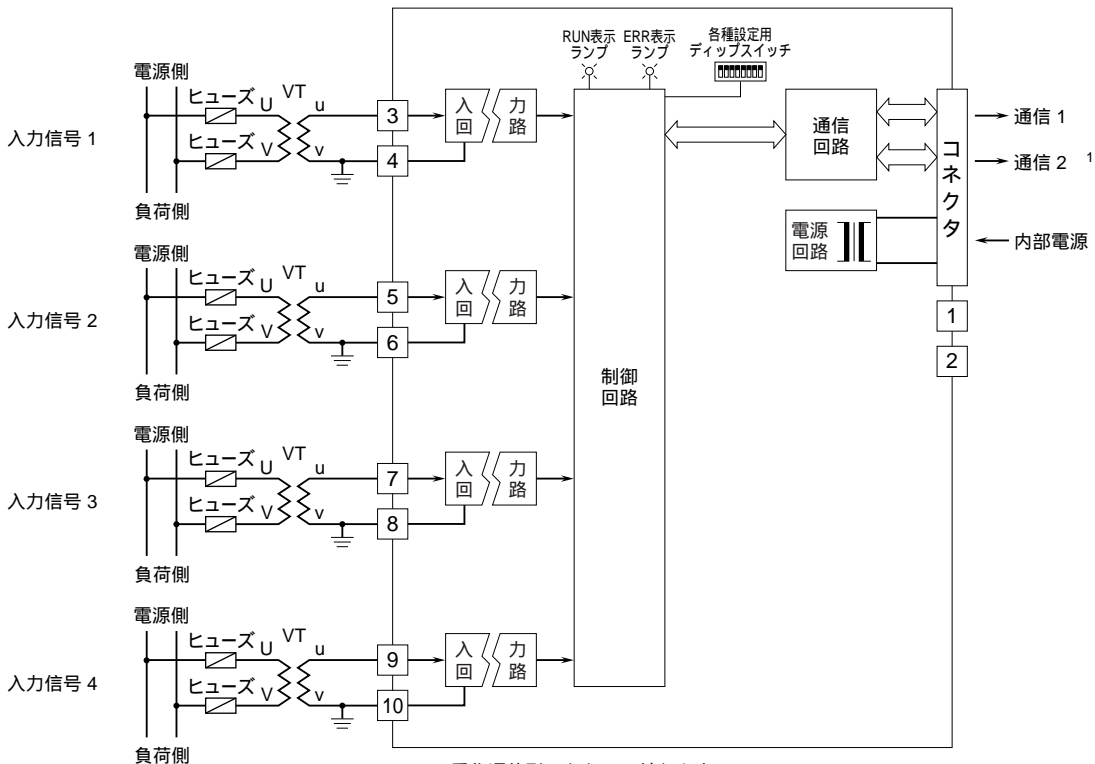 RUN表示
ランプ
ERR表示
ランプ
各種設定用
ディップスイッチ
電源側
ヒューズ U VT u
3
入力
回路
入力信号 1
ヒューズ V v
4
負荷側
通信
回路
コネクタ
通信 1
通信 2 1
電源
回路
内部電源
1
2
電源側
ヒューズ U VT u
5
入力
回路
入力信号 2
ヒューズ V v
6
負荷側
制御
回路
電源側
ヒューズ U VT u
7
入力
回路
入力信号 3
ヒューズ V v
8
負荷側
電源側
ヒューズ U VT u
9
入力
回路
入力信号 4
ヒューズ V v
10
負荷側